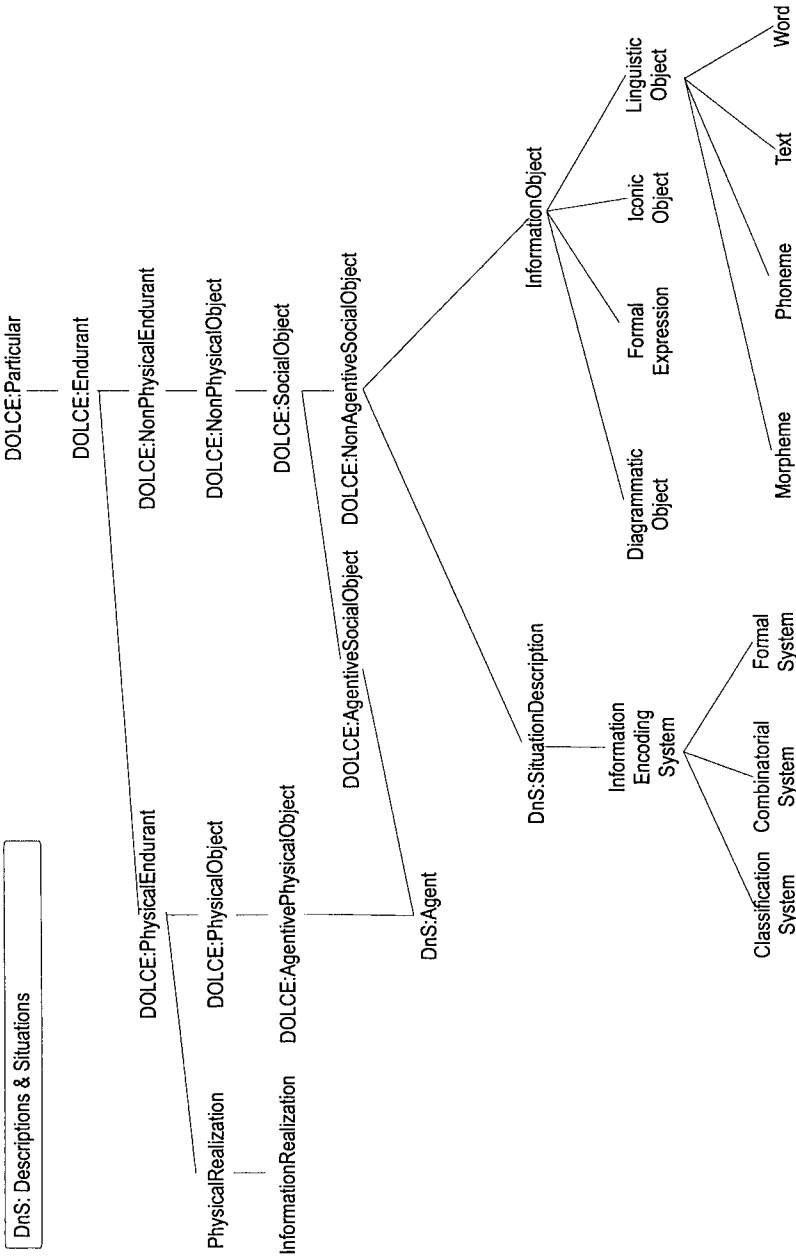 DnS: Descriptions & Situations
DOLCE:Particular
DOLCE:Endurant
DOLCE:PhysicalEndurant
DOLCE:NonPhysicalEndurant
PhysicalRealization
DOLCE:PhysicalObject
DOLCE:NonPhysicalObject
InformationRealization
DOLCE:AgentivePhysicalObject
DOLCE:SocialObject
DOLCE:AgentiveSocialObject
DOLCE:NonAgentiveSocialObject
DnS:Agent
DnS:SituationDescription
InformationObject
Information
Encoding
System
Diagrammatic
Object
Formal
Expression
Iconic
Object
Linguistic
Object
Classification
System
Combinatorial
System
Formal
System
Morpheme
Phoneme
Text
Word